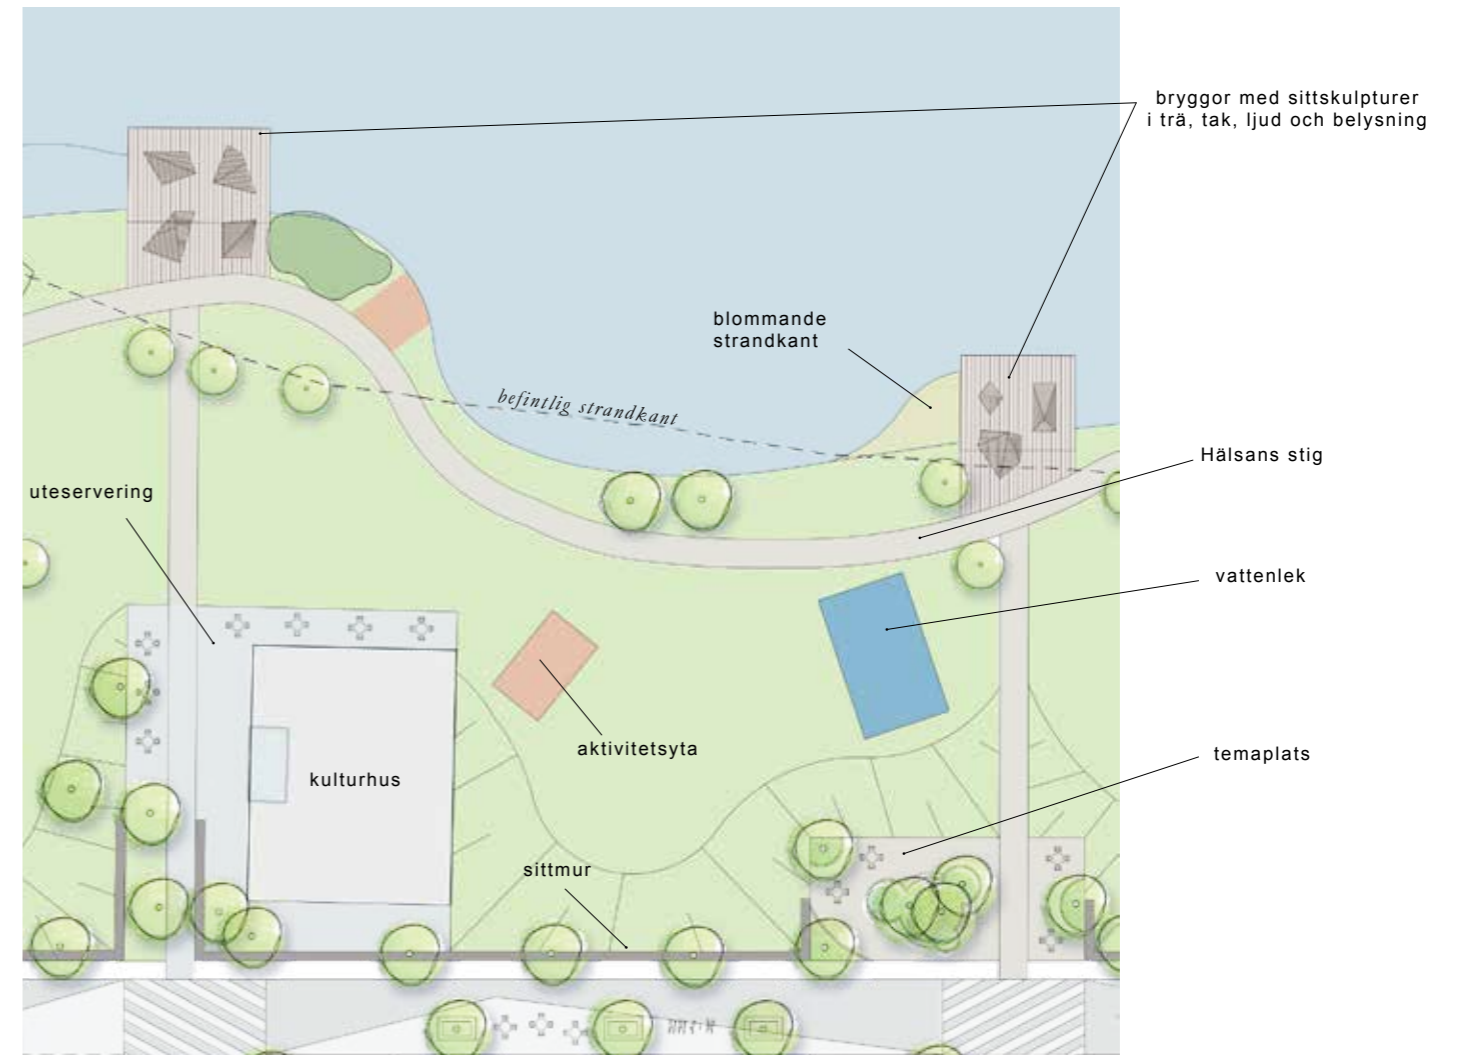 bryggor med sittskulpturer
i trä, tak, ljud och belysning
blommande
strandkant
befintlig strandkant
Hälsans stig
uteservering
vattenlek
aktivitetsyta
temaplats
kulturhus
sittmur